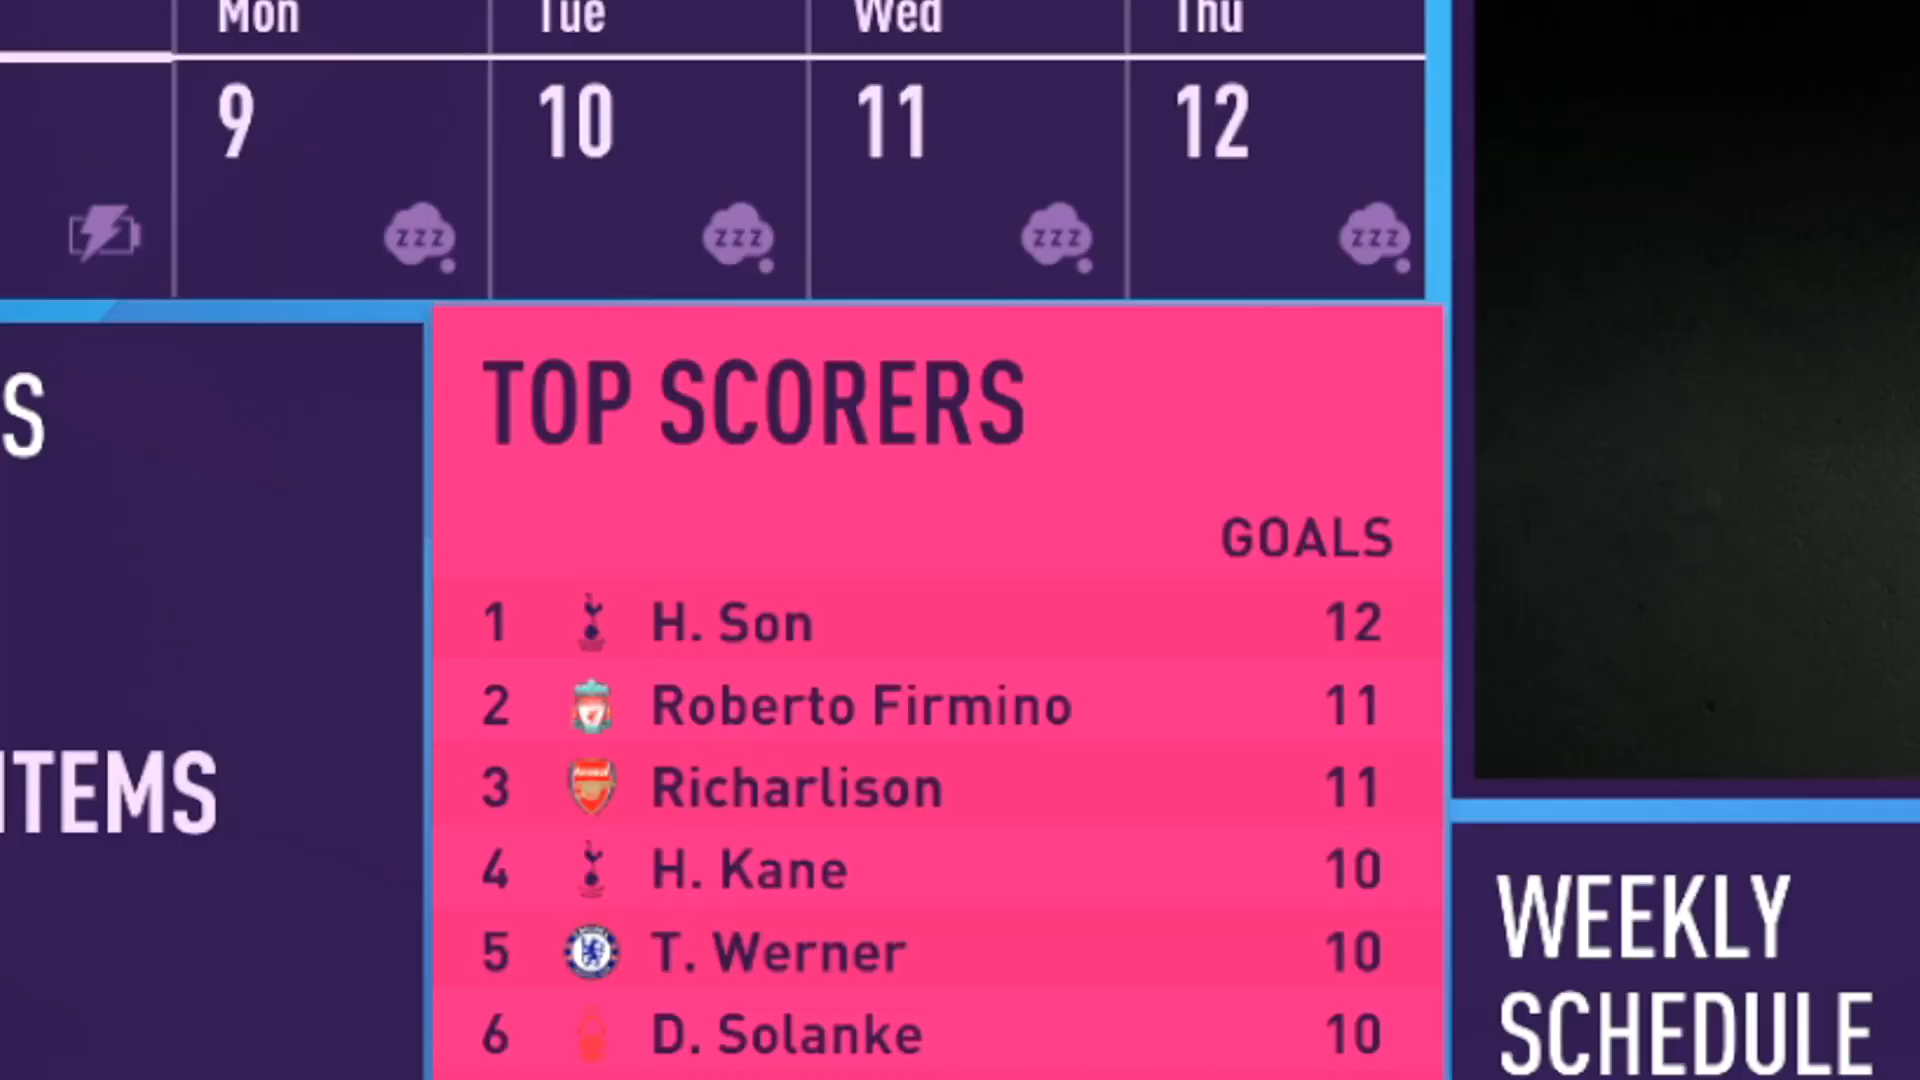 Mon Tue Wed Thu
9 10 11 12
zzz zzz zzz zzz
S
ITEMS
TOP SCORERS
GOALS
1 H. Son 12
2 Roberto Firmino 11
3 Arsenal Richarlison 11
4 H. Kane 10
5 T. Werner 10
6 D. Solanke 10
WEEKLY
SCHEDULE